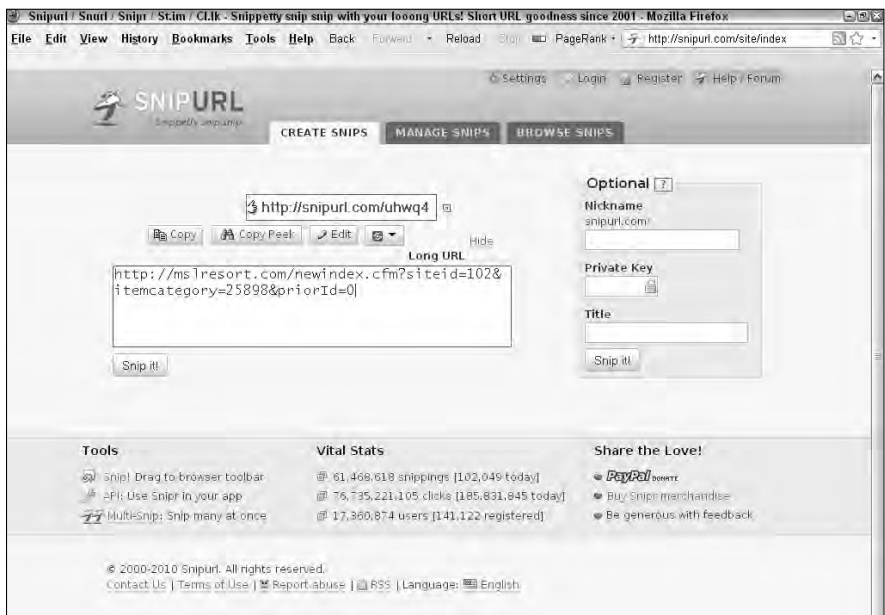 Snipurl / Snurl / Snipr / Sn.im / Cl.lk - Snippetty snip snip with your looong URLs! Short URL goodness since 2001 - Mozilla Firefox
File Edit View History Bookmarks Tools Help Back Forward Reload Stop PageRank http://snipurl.com/site/index
Settings Login Register Help / Forum
SNIPURL
Snippetty snip snip
CREATE SNIPS MANAGE SNIPS BROWSE SNIPS
Optional ?
http://snipurl.com/uhwq4
Nickname
snipurl.com/
Copy Copy Peek Edit
Hide
Long URL
Private Key
http://mslresort.com/newindex.cfm?siteid=102&
itemcategory=25898&priorId=0
Title
Snip it!
Snip it!
Tools
Snip! Drag to browser toolbar
API: Use Snipr in your app
Multi-Snip: Snip many at once
Vital Stats
61,468,618 snippings [102,049 today]
76,735,221,105 clicks [185,831,845 today]
17,360,874 users [141,122 registered]
Share the Love!
PayPal DONATE
Buy Snipr merchandise
Be generous with feedback
© 2000-2010 Snipurl. All rights reserved.
Contact Us | Terms of Use | Report abuse | RSS | Language: English